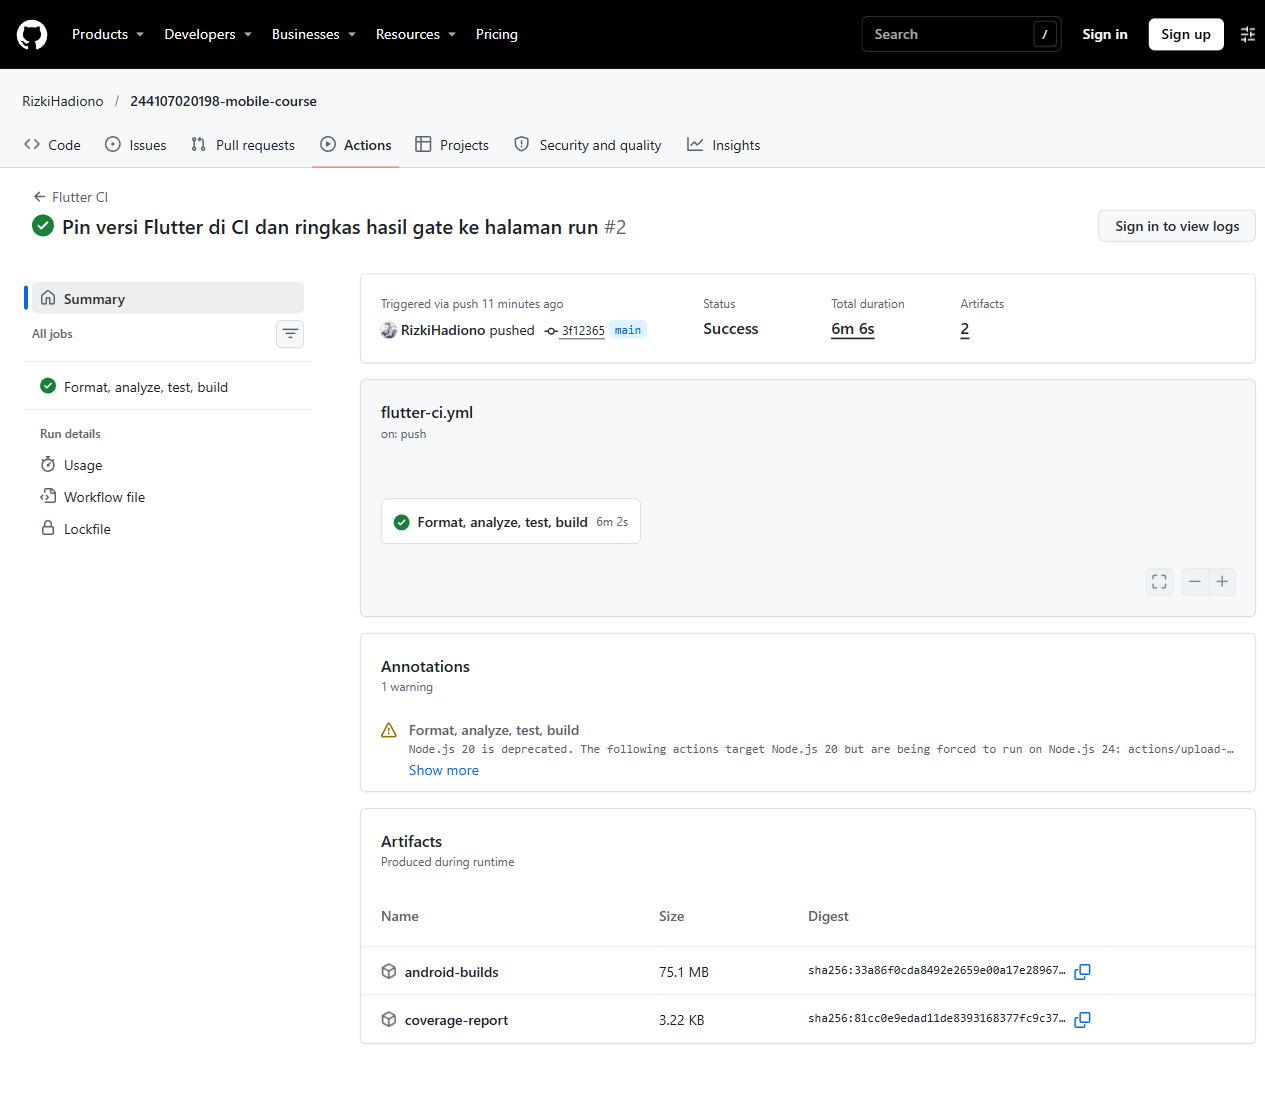 Products Developers Businesses Resources Pricing Search / Sign in Sign up
RizkiHadiono / 244107020198-mobile-course
Code Issues Pull requests Actions Projects Security and quality Insights
Flutter CI
Pin versi Flutter di CI dan ringkas hasil gate ke halaman run #2
Sign in to view logs
Summary
All jobs
Format, analyze, test, build
Run details
Usage
Workflow file
Lockfile
Triggered via push 11 minutes ago
RizkiHadiono pushed 3f12365 main
Status
Success
Total duration
6m 6s
Artifacts
2
flutter-ci.yml
on: push
Format, analyze, test, build 6m 2s
Annotations
1 warning
Format, analyze, test, build
Node.js 20 is deprecated. The following actions target Node.js 20 but are being forced to run on Node.js 24: actions/upload-…
Show more
Artifacts
Produced during runtime
Name Size Digest
android-builds 75.1 MB sha256:33a86f0cda8492e2659e00a17e28967…
coverage-report 3.22 KB sha256:81cc0e9edad11de8393168377fc9c37…